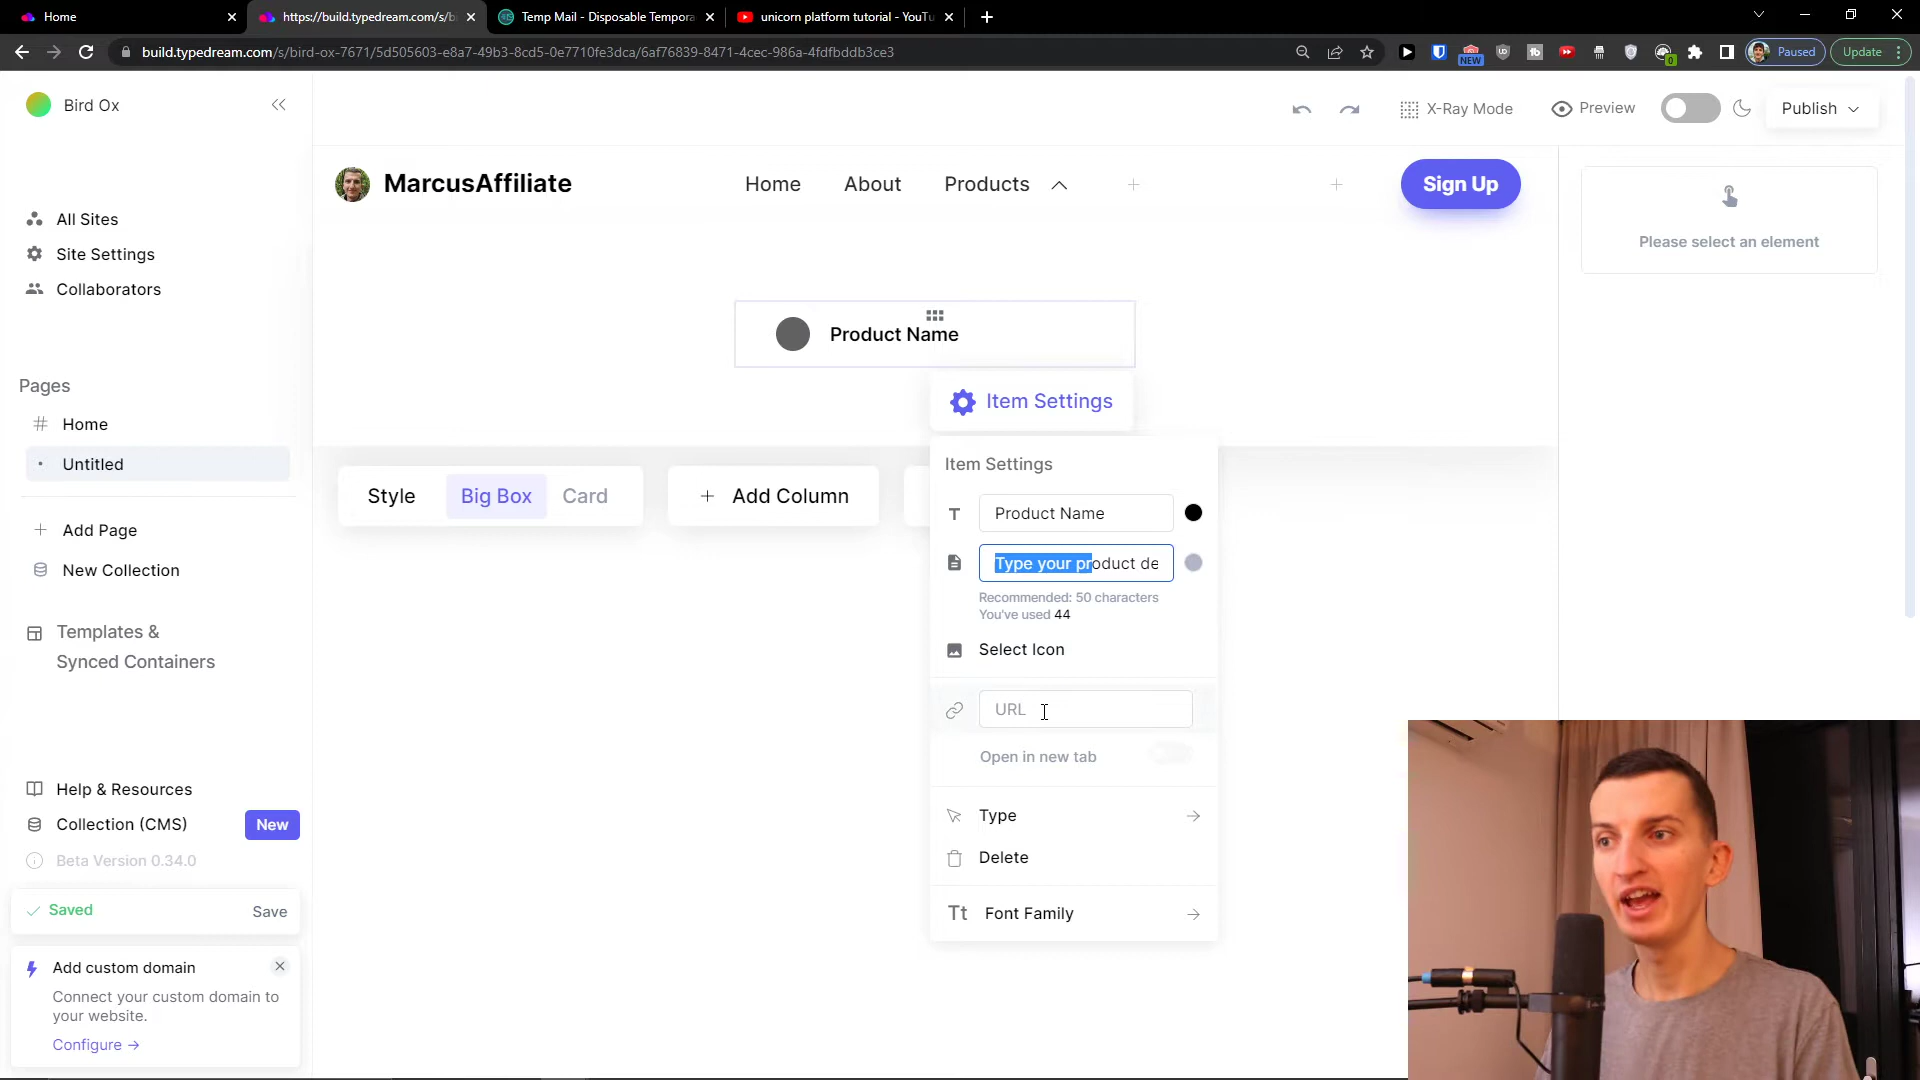 Home
https://build.typedream.com/s/b
Temp Mail - Disposable Tempora
unicorn platform tutorial - YouTu
build.typedream.com/s/bird-ox-7671/5d505603-e8a7-49b3-8cd5-0e7710fe3dca/6af76839-8471-4cec-986a-4fdfbddb3ce3
NEW
0
Paused
Update
Bird Ox
X-Ray Mode
Preview
Publish
All Sites
Site Settings
Collaborators
Pages
Home
Untitled
Add Page
New Collection
Templates &
Synced Containers
Help & Resources
Collection (CMS)
New
Beta Version 0.34.0
Saved
Save
Add custom domain
Connect your custom domain to
your website.
Configure →
MarcusAffiliate
Home
About
Products
Sign Up
Product Name
Item Settings
Style
Big Box
Card
Add Column
Item Settings
Product Name
Type your product de
Recommended: 50 characters
You've used 44
Select Icon
URL
Open in new tab
Type
Delete
Tt
Font Family
Please select an element